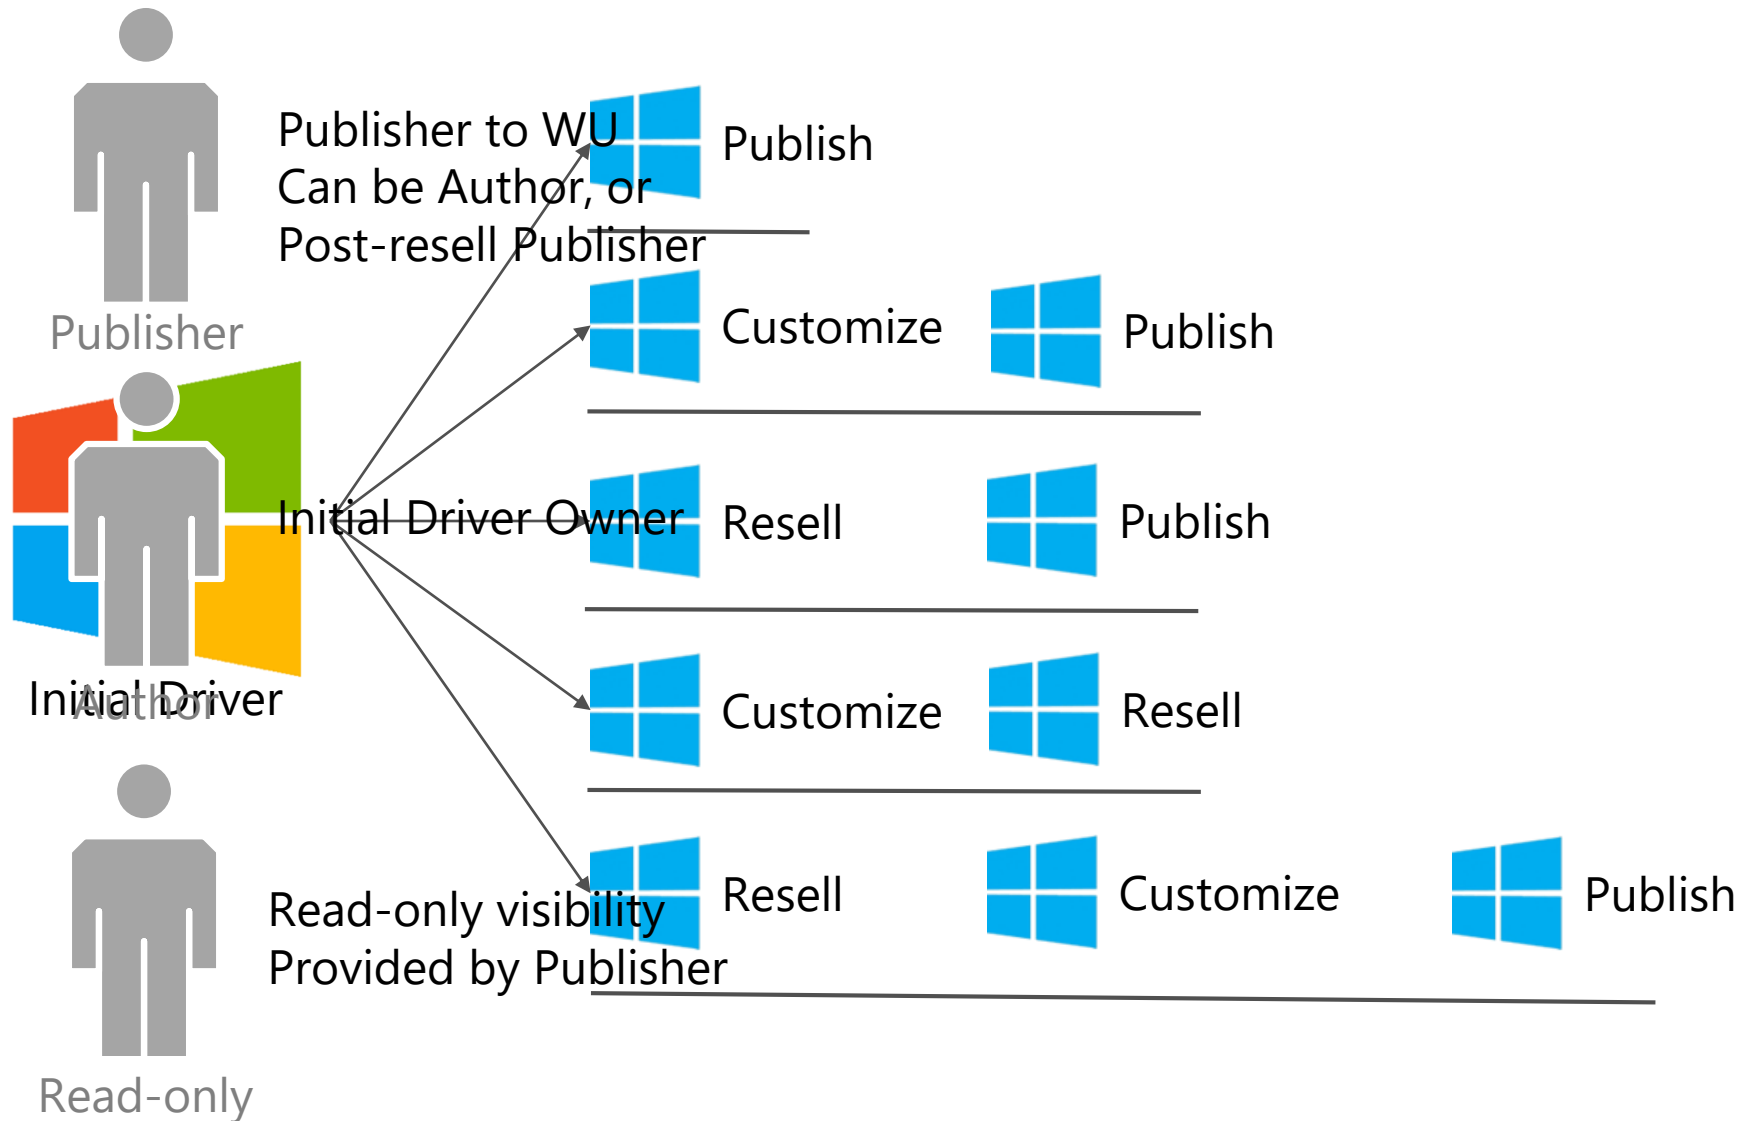 Publisher to WU
Can be Author, or
Post-resell Publisher
Publisher
Publish
Customize
Publish
Initial Driver Owner
Resell
Publish
Initial Driver
Author
Customize
Resell
Read-only visibility
Provided by Publisher
Resell
Customize
Publish
Read-only